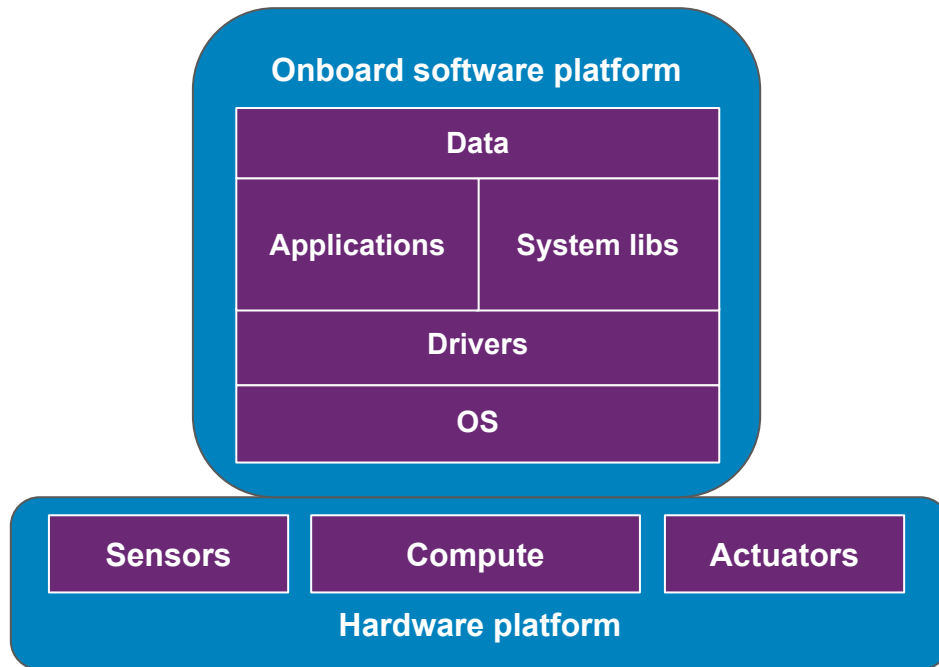 Onboard software platform
Data
Applications
System libs
Drivers
OS
Sensors
Compute
Actuators
Hardware platform